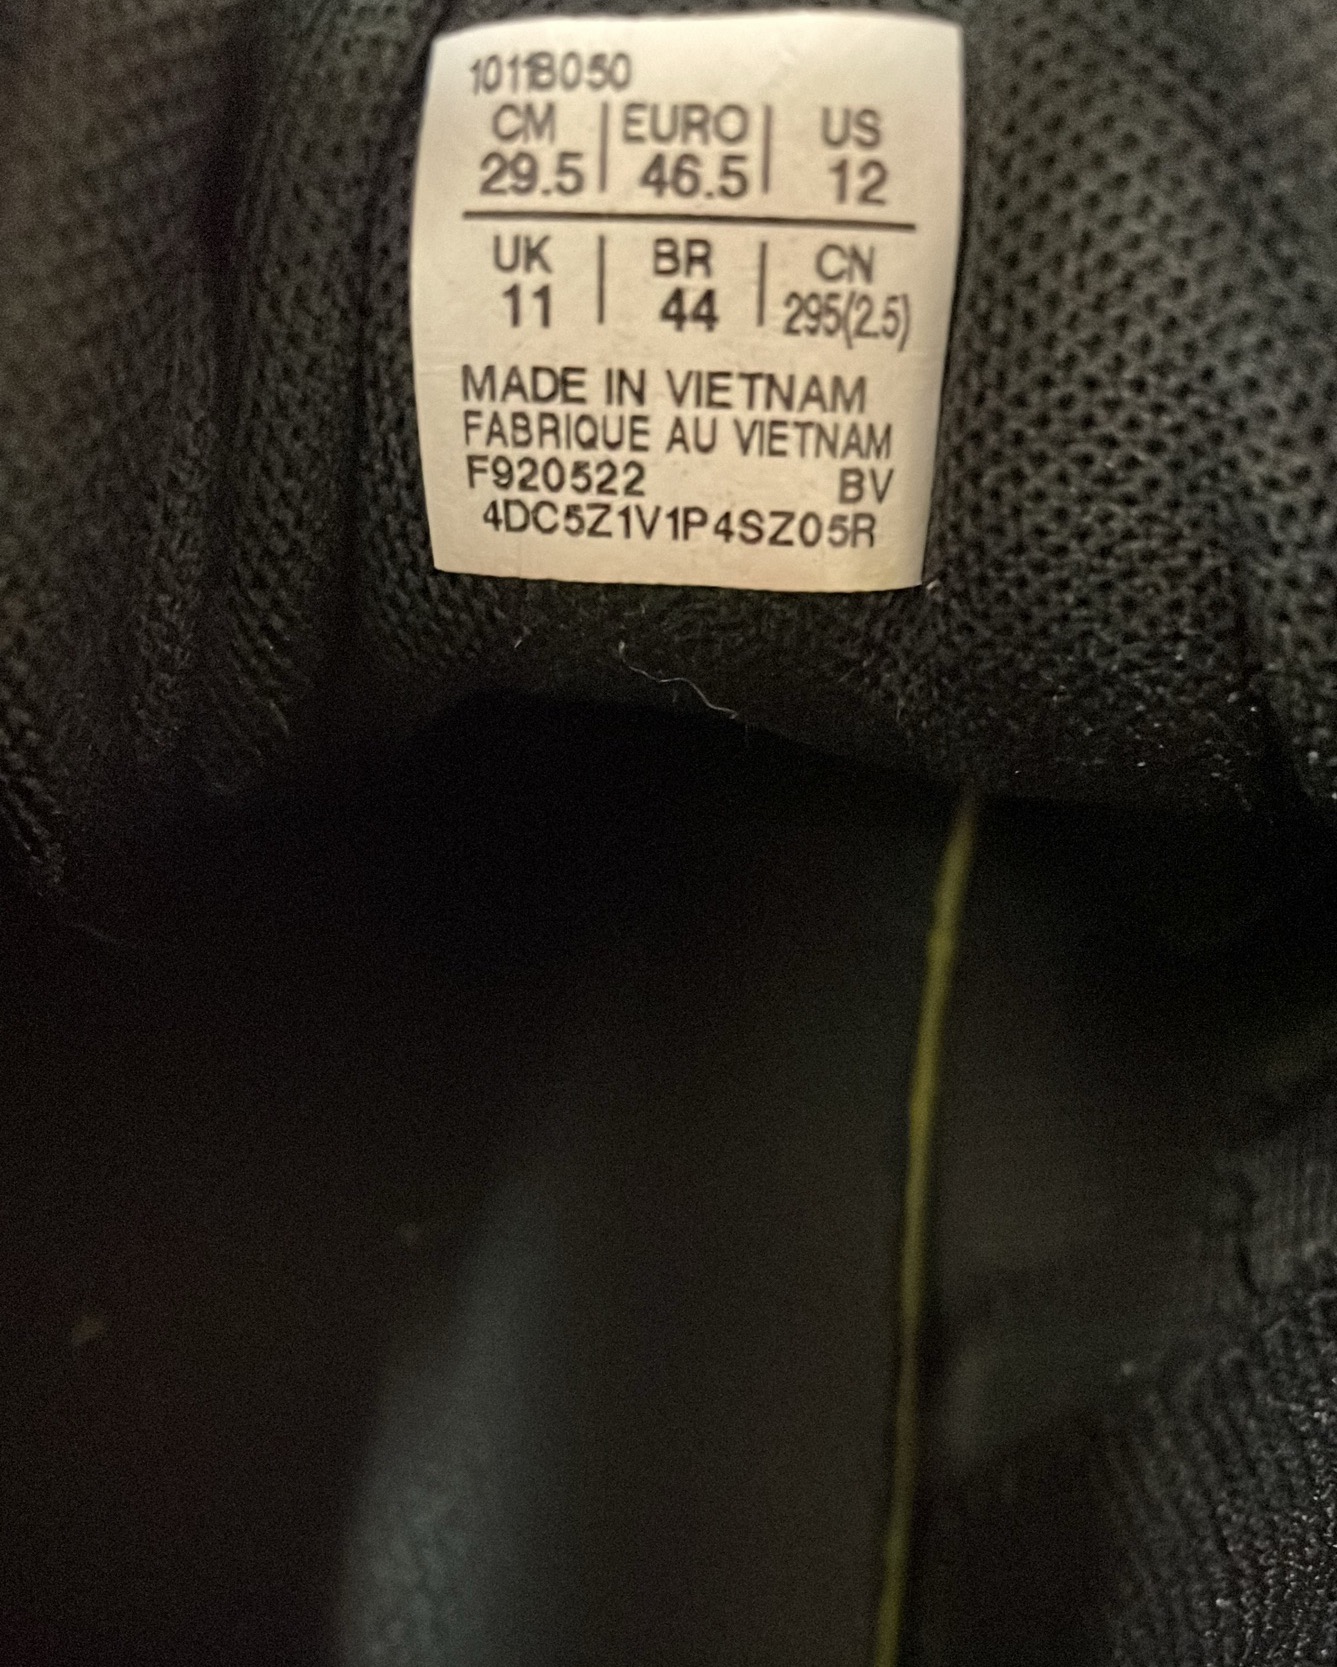 1011B050
CM | EURO | US
29.5 | 46.5 | 12
UK | BR | CN
11 | 44 | 295(2.5)
MADE IN VIETNAM
FABRIQUE AU VIETNAM
F920522 BV
4DC5Z1V1P4SZ05R